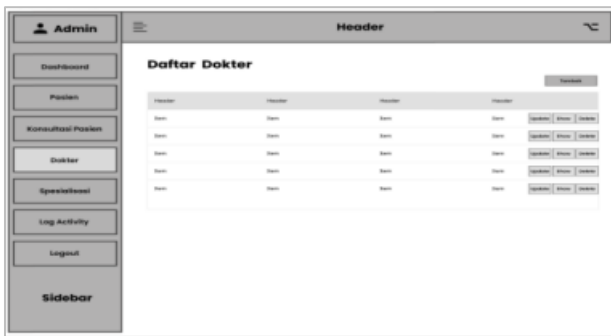 Admin
Header
Dashboard
Pasien
Konsultasi Pasien
Dokter
Spesialisasi
Log Activity
Logout
Sidebar
Daftar Dokter
Tambah
Header Header Header Header
Item Item Item Item Update Show Delete
Item Item Item Item Update Show Delete
Item Item Item Item Update Show Delete
Item Item Item Item Update Show Delete
Item Item Item Item Update Show Delete